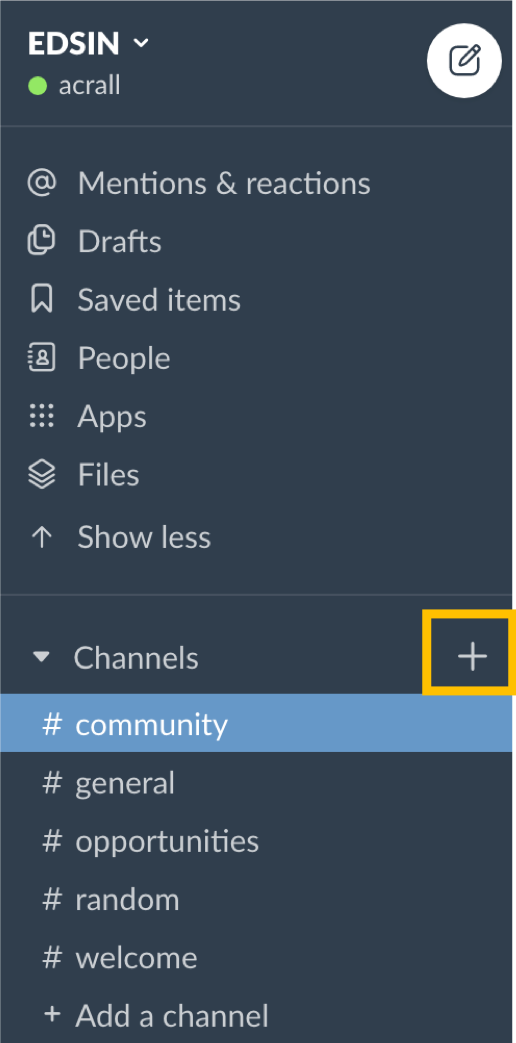 EDSIN
acrall
Mentions & reactions
Drafts
Saved items
People
Apps
Files
Show less
Channels +
# community
# general
# opportunities
# random
# welcome
+ Add a channel